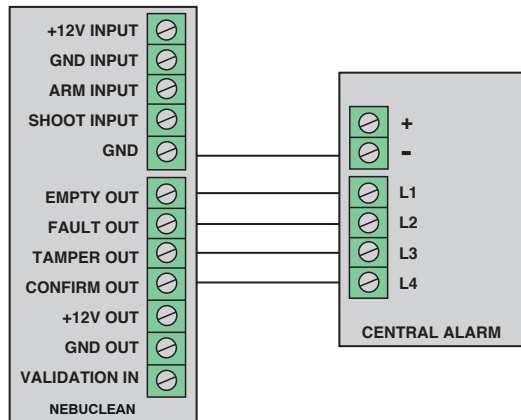 +12V INPUT
GND INPUT
ARM INPUT
SHOOT INPUT
GND
EMPTY OUT
FAULT OUT
TAMPER OUT
CONFIRM OUT
+12V OUT
GND OUT
VALIDATION IN
NEBUCLEAN
+
-
L1
L2
L3
L4
CENTRAL ALARM